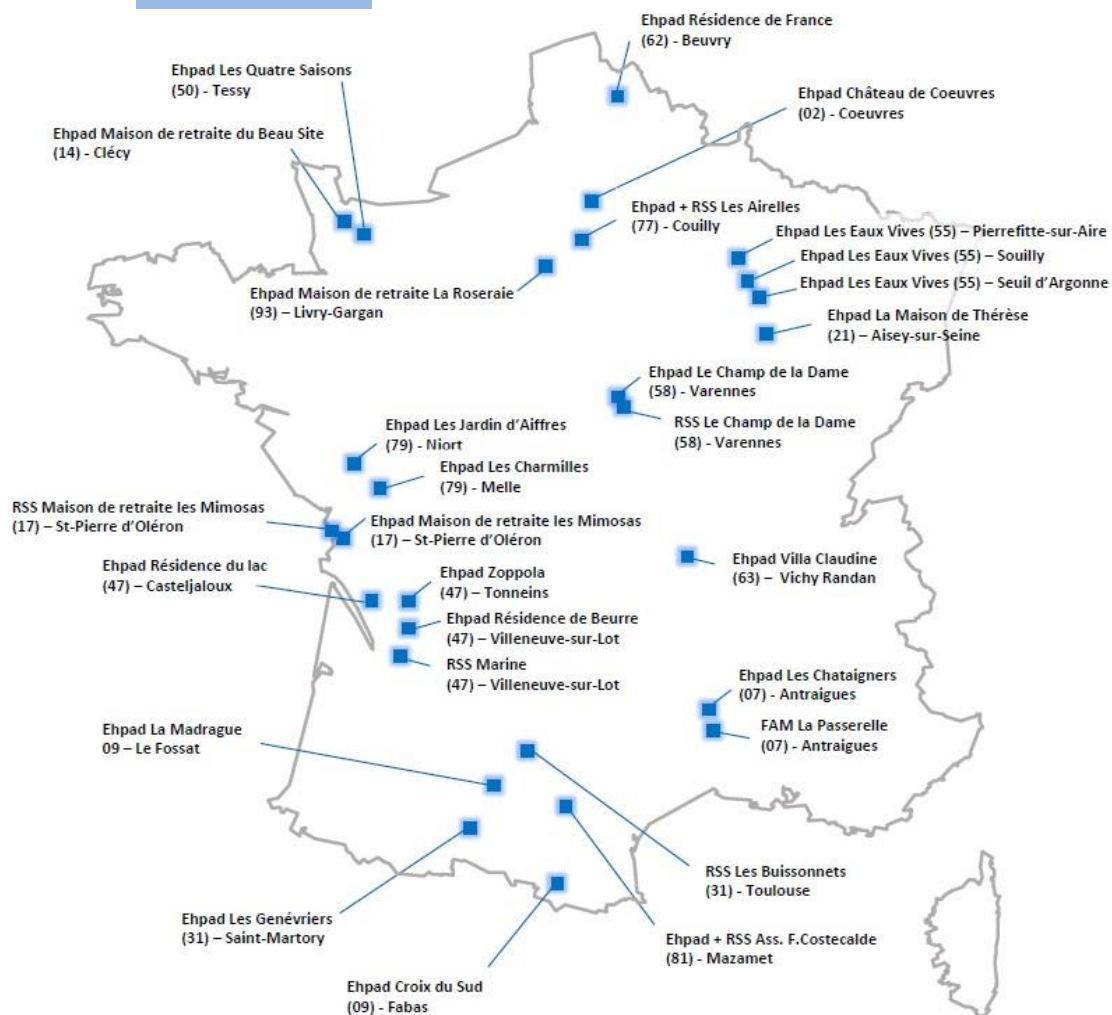 Ehpad Résidence de France
(62) - Beuvry
Ehpad Les Quatre Saisons
(50) - Tessy
Ehpad Château de Coeuvres
(02) - Coeuvres
Ehpad Maison de retraite du Beau Site
(14) - Clécy
Ehpad + RSS Les Airelles
(77) - Couilly
Ehpad Les Eaux Vives (55) – Pierrefitte-sur-Aire
Ehpad Les Eaux Vives (55) – Souilly
Ehpad Les Eaux Vives (55) – Seuil d’Argonne
Ehpad Maison de retraite La Roseraie
(93) – Livry-Gargan
Ehpad La Maison de Thérèse
(21) – Aisey-sur-Seine
Ehpad Le Champ de la Dame
(58) - Varennes
RSS Le Champ de la Dame
(58) - Varennes
Ehpad Les Jardin d’Aiffres
(79) - Niort
Ehpad Les Charmilles
(79) - Melle
RSS Maison de retraite les Mimosas
(17) – St-Pierre d’Oléron
Ehpad Maison de retraite les Mimosas
(17) – St-Pierre d’Oléron
Ehpad Villa Claudine
(63) – Vichy Randan
Ehpad Résidence du lac
(47) – Casteljaloux
Ehpad Zoppola
(47) – Tonneins
Ehpad Résidence de Beurre
(47) – Villeneuve-sur-Lot
RSS Marine
(47) – Villeneuve-sur-Lot
Ehpad Les Chataigners
(07) - Antraigues
FAM La Passerelle
(07) - Antraigues
Ehpad La Madrague
09 – Le Fossat
RSS Les Buissonnets
(31) - Toulouse
Ehpad Les Genévriers
(31) – Saint-Martory
Ehpad + RSS Ass. F.Costecalde
(81) - Mazamet
Ehpad Croix du Sud
(09) - Fabas